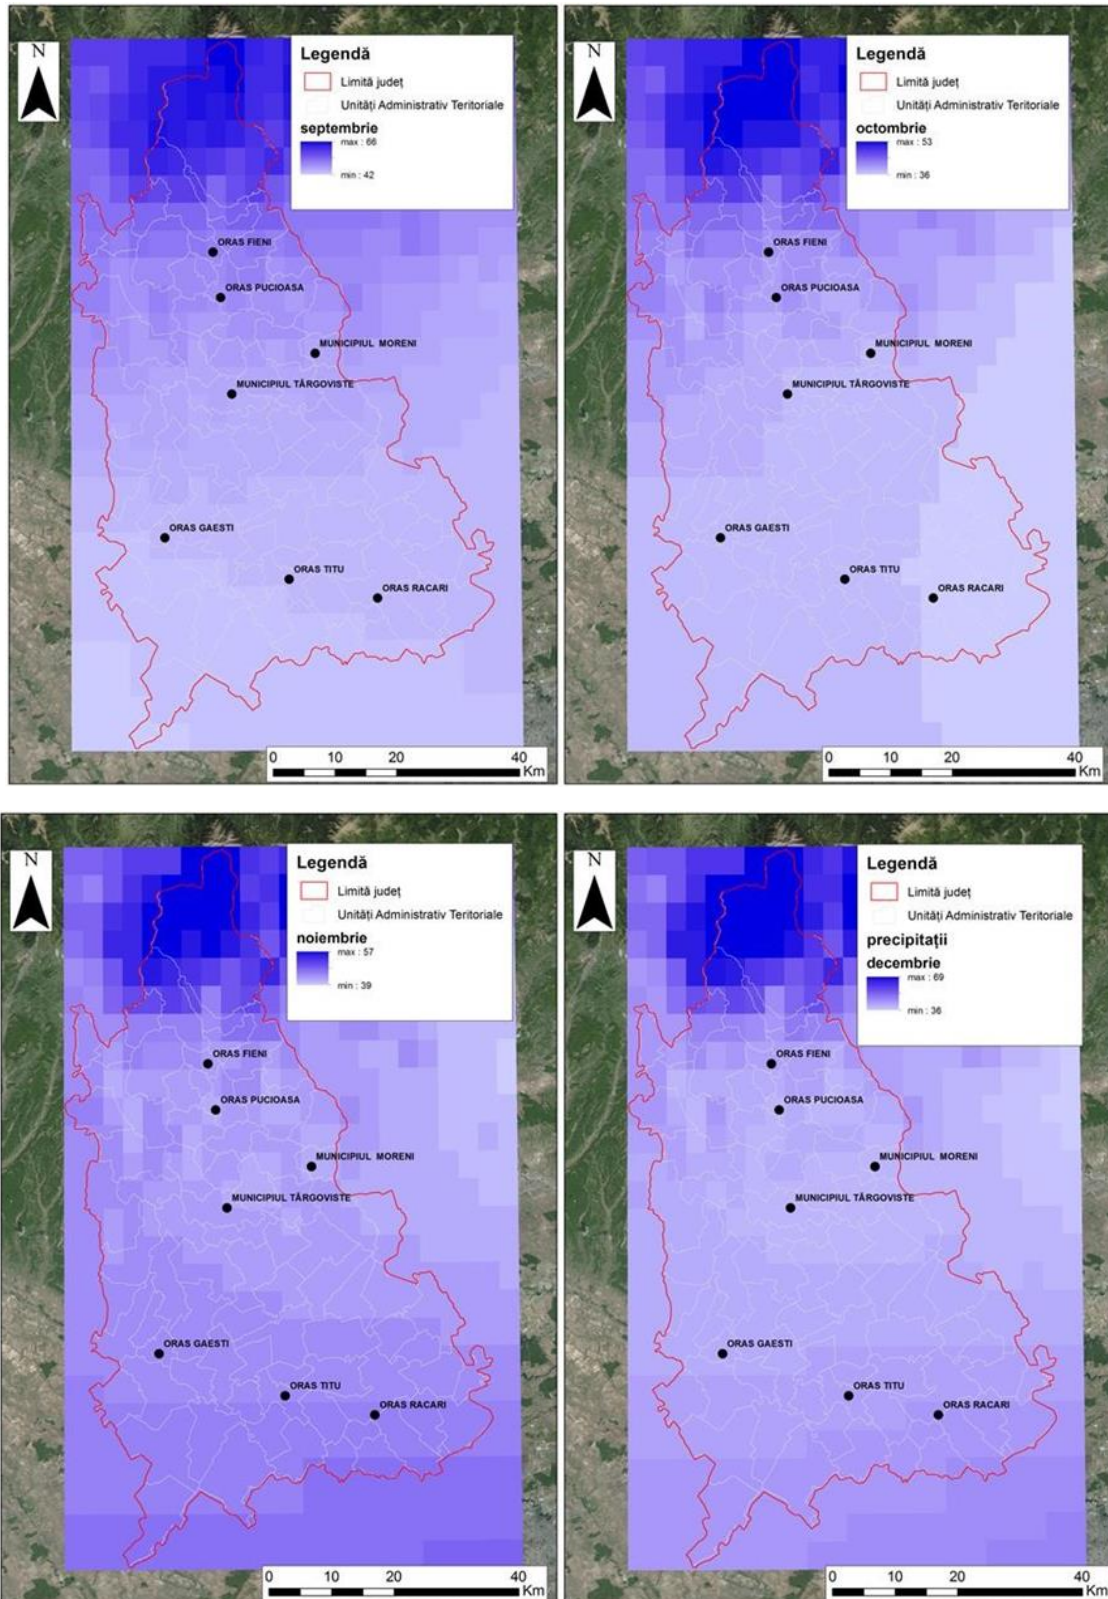 N
Legendă
Limită județ
Unități Administrativ Teritoriale
septembrie
max : 66
min : 42
ORAS FIENI
ORAS PUCIOASA
MUNICIPIUL MORENI
MUNICIPIUL TÂRGOVISTE
ORAS GAESTI
ORAS TITU
ORAS RACARI
0 10 20 40
Km
N
Legendă
Limită județ
Unități Administrativ Teritoriale
octombrie
max : 53
min : 36
ORAS FIENI
ORAS PUCIOASA
MUNICIPIUL MORENI
MUNICIPIUL TÂRGOVISTE
ORAS GAESTI
ORAS TITU
ORAS RACARI
0 10 20 40
Km
N
Legendă
Limită județ
Unități Administrativ Teritoriale
noiembrie
max : 57
min : 39
ORAS FIENI
ORAS PUCIOASA
MUNICIPIUL MORENI
MUNICIPIUL TÂRGOVISTE
ORAS GAESTI
ORAS TITU
ORAS RACARI
0 10 20 40
Km
N
Legendă
Limită județ
Unități Administrativ Teritoriale
precipitații
decembrie
max : 69
min : 36
ORAS FIENI
ORAS PUCIOASA
MUNICIPIUL MORENI
MUNICIPIUL TÂRGOVISTE
ORAS GAESTI
ORAS TITU
ORAS RACARI
0 10 20 40
Km